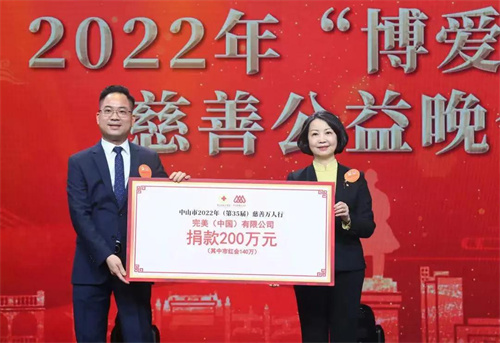 2022年“博爱
慈善公益晚
中山市2022年（第35届）慈善万人行
完美（中国）有限公司
捐款200万元
（其中市红会140万）